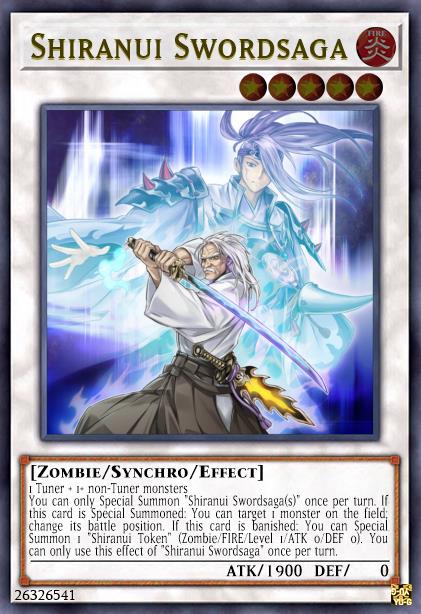 SHIRANUI SWORDSAGA
FIRE
炎
[ZOMBIE/SYNCHRO/EFFECT]
1 Tuner + 1+ non-Tuner monsters
You can only Special Summon "Shiranui Swordsaga(s)" once per turn. If
this card is Special Summoned: You can target 1 monster on the field;
change its battle position. If this card is banished: You can Special
Summon 1 "Shiranui Token" (Zombie/FIRE/Level 1/ATK 0/DEF 0). You
can only use this effect of "Shiranui Swordsaga" once per turn.
ATK/1900 DEF/ 0
26326541